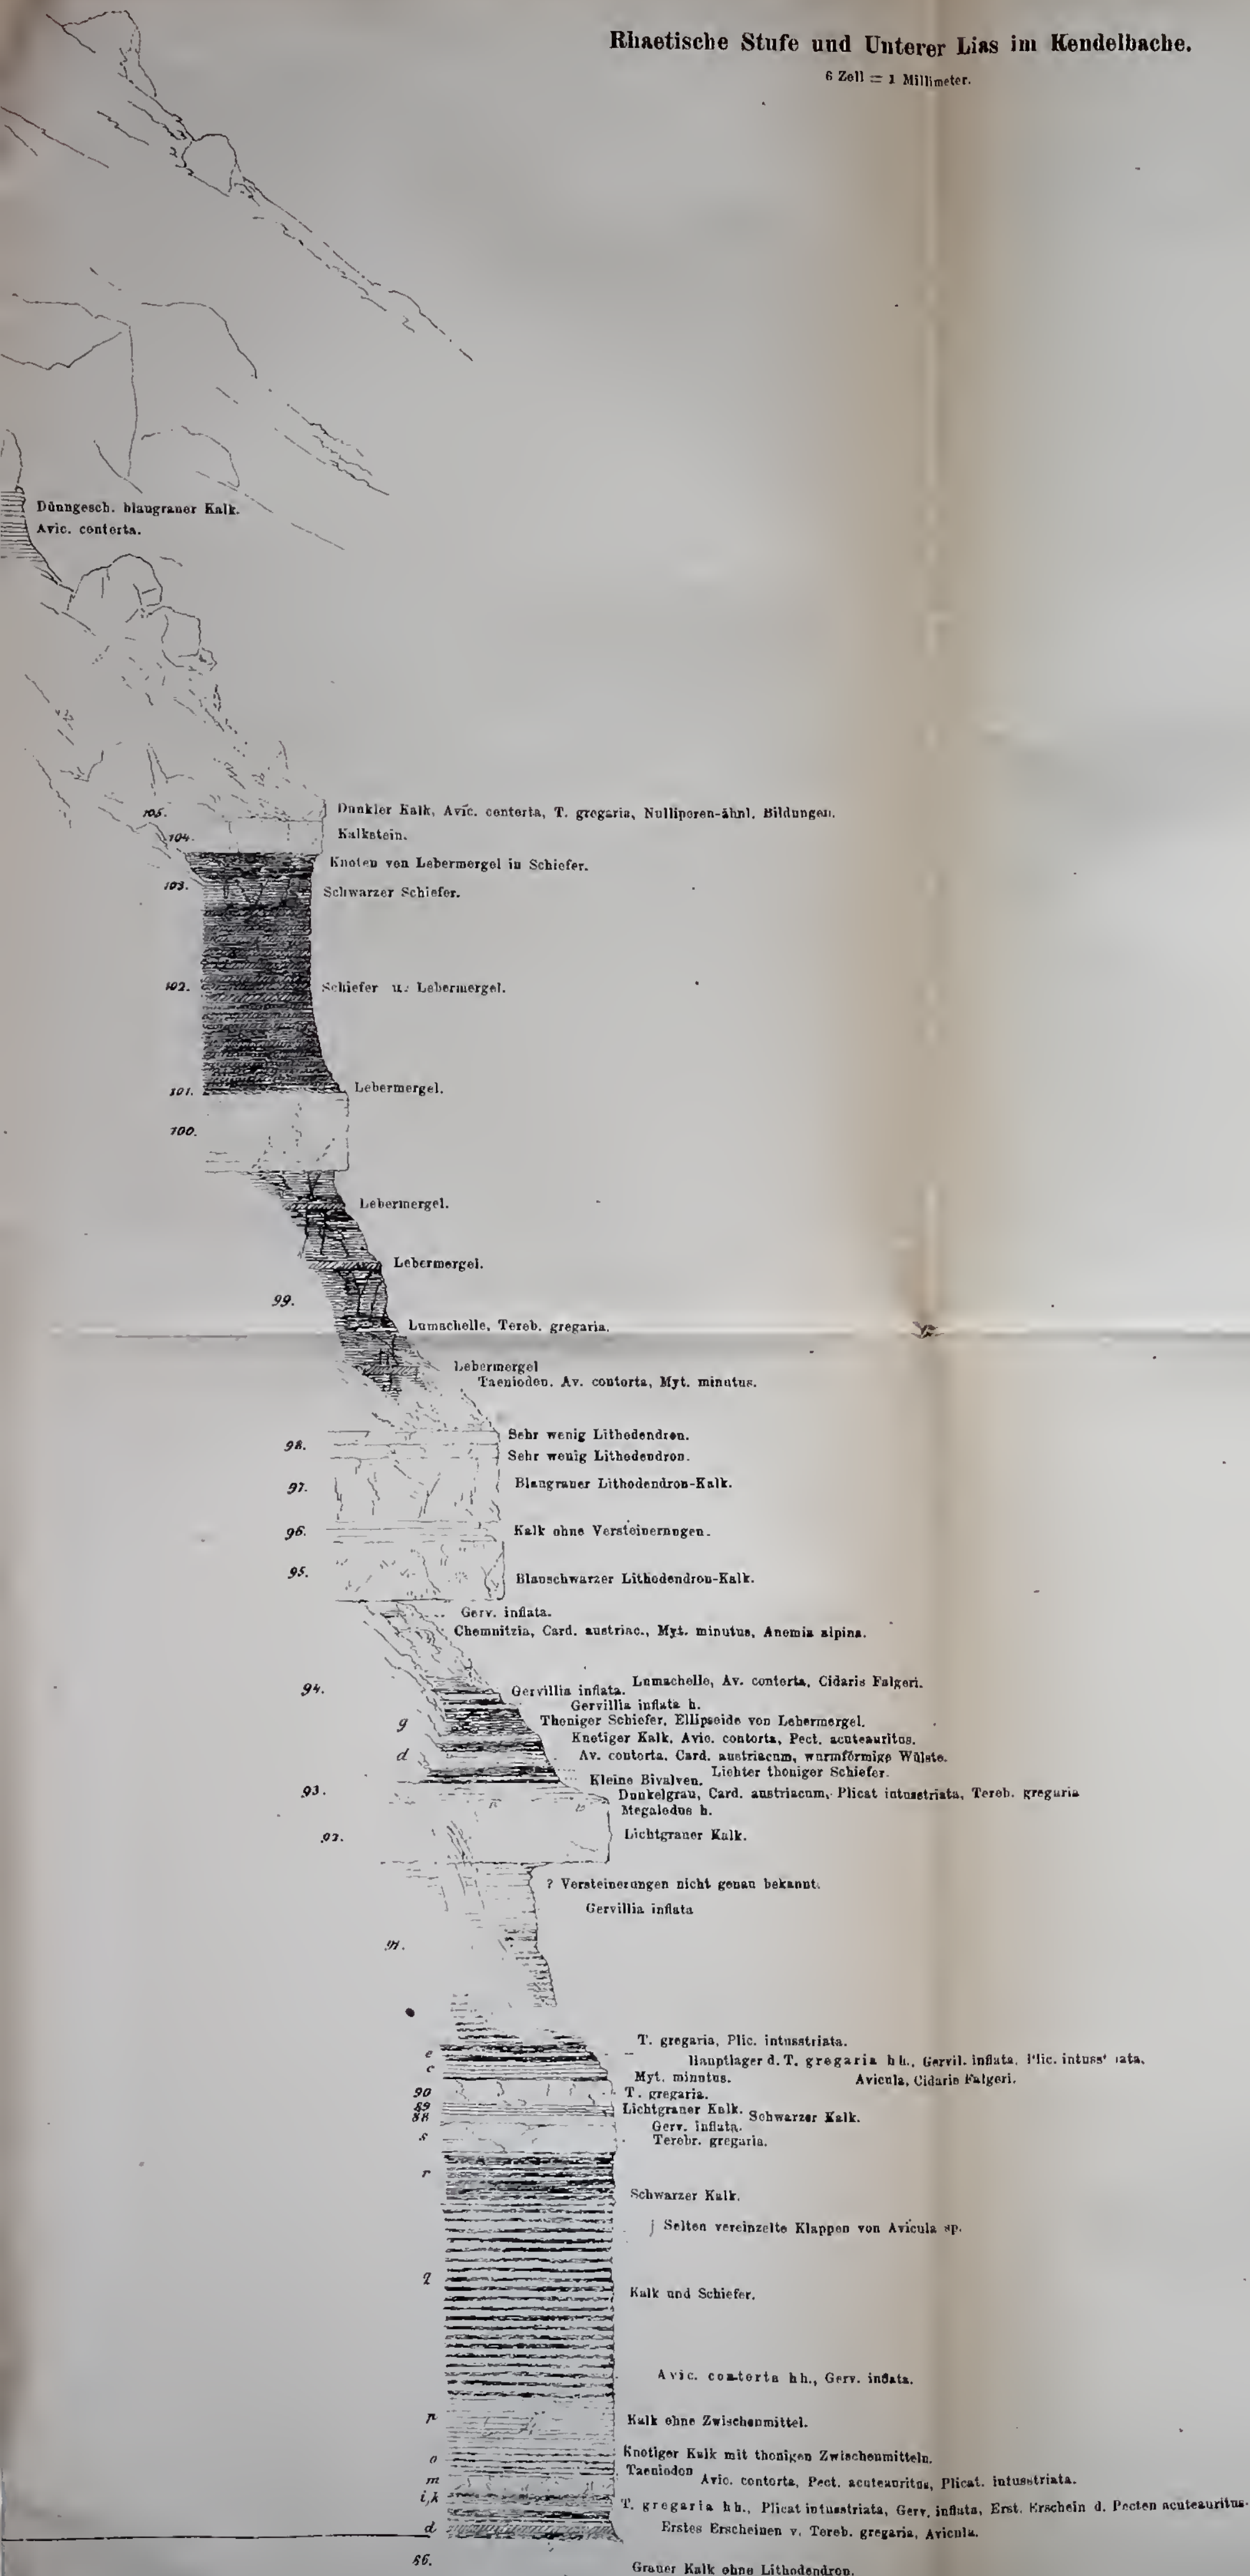 Rhaetische Stufe und Unterer Lias im Kendelbache.
6 Zoll = 1 Millimeter.
Dünngesch. blaugrauer Kalk.
Avic. contorta.
105. Dunkler Kalk, Avic. contorta, T. gregaria, Nulliporen-ähnl. Bildungen.
104. Kalkstein.
Knoten von Lebermergel in Schiefer.
103. Schwarzer Schiefer.
102. Schiefer u. Lebermergel.
101. Lebermergel.
100.
Lebermergel.
Lebermergel.
99.
Lumachelle, Tereb. gregaria.
Lebermergel
Taeniodon. Av. contorta, Myt. minutus.
98. Sehr wenig Lithodendron.
Sehr wenig Lithodendron.
97. Blaugrauer Lithodendron-Kalk.
96. Kalk ohne Versteinerungen.
95. Blauschwarzer Lithodendron-Kalk.
Gerv. inflata.
Chemnitzia, Card. austriac., Myt. minutus, Anomia alpina.
94. Gervillia inflata. Lumachelle, Av. contorta, Cidaris Falgeri.
Gervillia inflata h.
g Thoniger Schiefer, Ellipsoide von Lebermergel.
Knotiger Kalk, Avic. contorta, Pect. acuteauritus.
d Av. contorta, Card. austriacum, wurmförmige Wülste.
Lichter thoniger Schiefer.
Kleine Bivalven.
93. Dunkelgrau, Card. austriacum, Plicat intusstriata, Tereb. gregaria
Megalodus h.
92. Lichtgrauer Kalk.
? Versteinerungen nicht genau bekannt.
Gervillia inflata
91.
T. gregaria, Plic. intusstriata.
e Hauptlager d. T. gregaria hh., Gervil. inflata, Plic. intuss
c Myt. minutus. Avicula, Cidaris Falgeri.
90 T. gregaria.
89 Lichtgrauer Kalk. Schwarzer Kalk.
88 Gerv. inflata.
s Terebr. gregaria.
r Schwarzer Kalk.
Selten vereinzelte Klappen von Avicula sp.
q Kalk und Schiefer.
Avic. contorta hh., Gerv. inflata.
p Kalk ohne Zwischenmittel.
o Knotiger Kalk mit thonigen Zwischenmitteln.
Taeniodon
m Avic. contorta, Pect. acuteauritus, Plicat. intusstriata.
i,k T. gregaria hh., Plicat intusstriata, Gerv. inflata, Erst. Erschein d. Pecten acuteauritus.
d Erstes Erscheinen v. Tereb. gregaria, Avicula.
86. Grauer Kalk ohne Lithodendron.